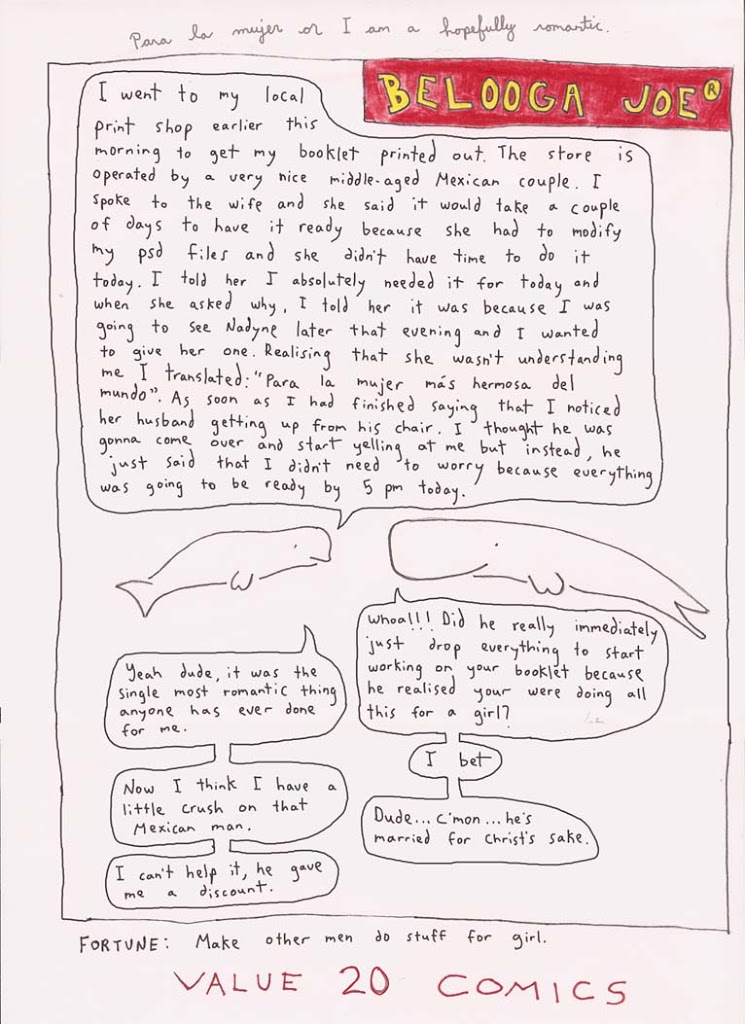 Para la mujer or I am a hopefully romantic.
BELOOGA JOE®
I went to my local
print shop earlier this
morning to get my booklet printed out. The store is
operated by a very nice middle-aged Mexican couple. I
spoke to the wife and she said it would take a couple
of days to have it ready because she had to modify
my psd files and she didn't have time to do it
today. I told her I absolutely needed it for today and
when she asked why, I told her it was because I was
going to see Nadyne later that evening and I wanted
to give her one. Realising that she wasn't understanding
me I translated: "Para la mujer más hermosa del
mundo". As soon as I had finished saying that I noticed
her husband getting up from his chair. I thought he was
gonna come over and start yelling at me but instead, he
just said that I didn't need to worry because everything
was going to be ready by 5 pm today.
Whoa!!! Did he really immediately
just drop everything to start
working on your booklet because
he realised your were doing all
this for a girl?
Yeah dude, it was the
single most romantic thing
anyone has ever done
for me.
I bet
Now I think I have a
little crush on that
Mexican man.
Dude... c'mon... he's
married for Christ's sake.
I can't help it, he gave
me a discount.
FORTUNE: Make other men do stuff for girl.
VALUE 20 COMICS